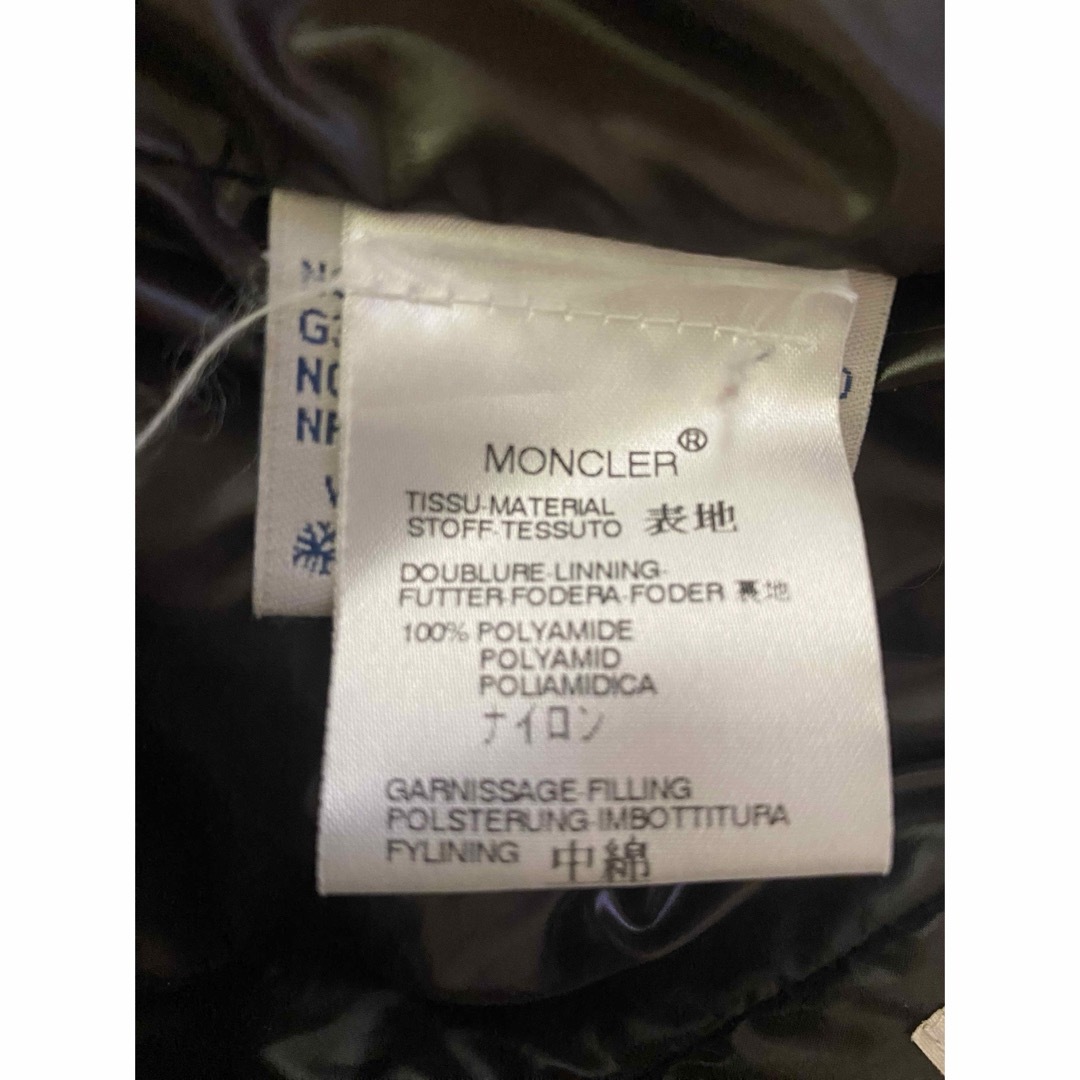 MONCLER®
TISSU-MATERIAL
STOFF-TESSUTO 表地
DOUBLURE-LINNING-
FUTTER-FODERA-FODER 裏地
100% POLYAMIDE
POLYAMID
POLIAMIDICA
ナイロン
GARNISSAGE-FILLING
POLSTERUNG-IMBOTTITURA
FYLINING 中綿